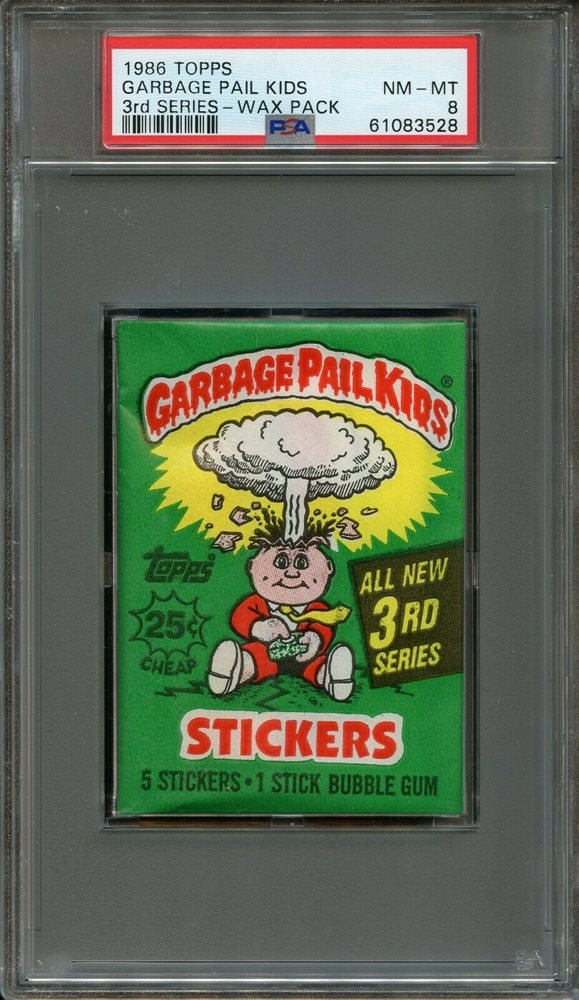 1986 TOPPS
GARBAGE PAIL KIDS NM - MT
3rd SERIES - WAX PACK 8
PSA 61083528
GARBAGE PAIL KIDS®
topps®
25¢
CHEAP
ALL NEW
3RD
SERIES
STICKERS
5 STICKERS • 1 STICK BUBBLE GUM